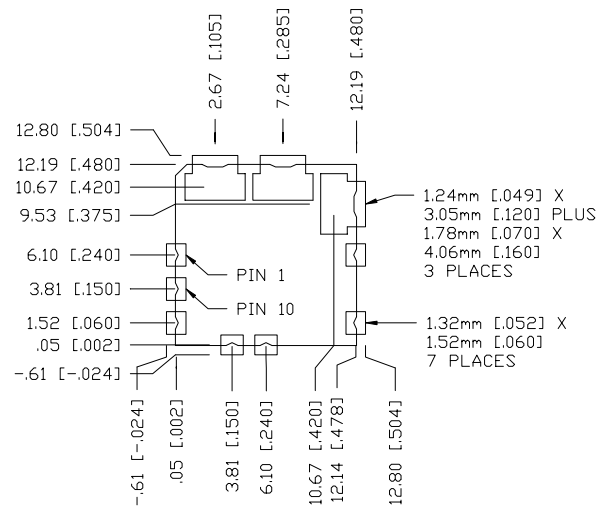 2.67 [.105]
7.24 [.285]
12.19 [.480]
12.80 [.504]
12.19 [.480]
10.67 [.420]
9.53 [.375]
6.10 [.240]
3.81 [.150]
1.52 [.060]
.05 [.002]
-.61 [-.024]
PIN 1
PIN 10
1.24mm [.049] X
3.05mm [.120] PLUS
1.78mm [.070] X
4.06mm [.160]
3 PLACES
1.32mm [.052] X
1.52mm [.060]
7 PLACES
-.61 [-.024]
.05 [.002]
3.81 [.150]
6.10 [.240]
10.67 [.420]
12.14 [.478]
12.80 [.504]